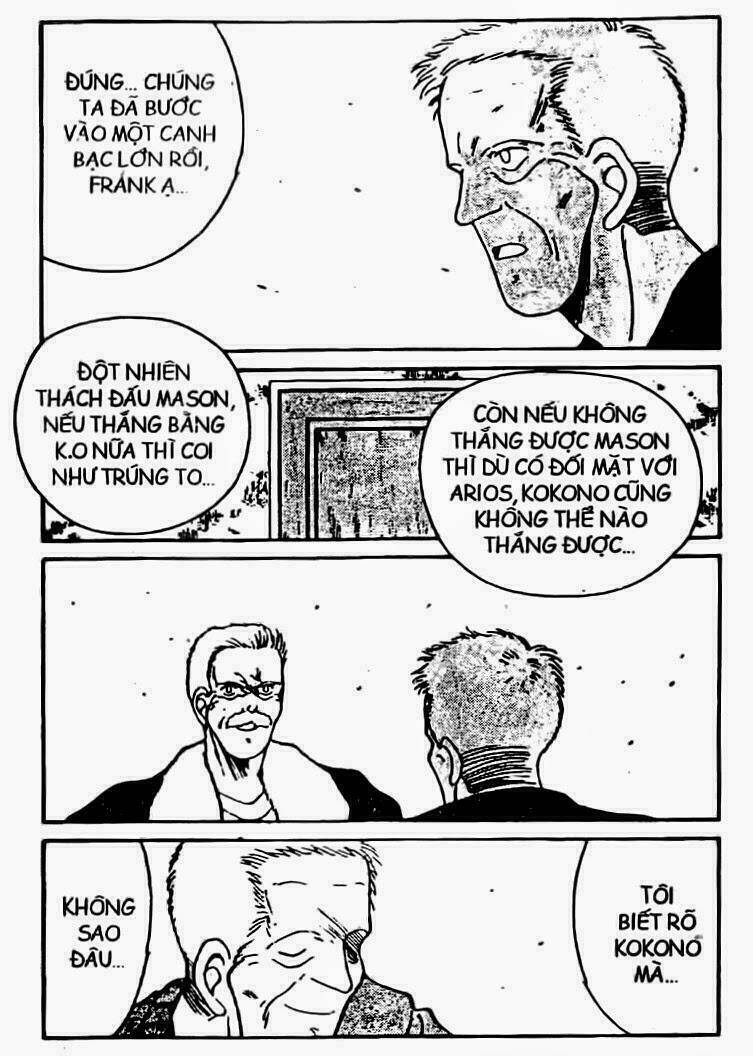 ĐÚNG... CHÚNG
TA ĐÃ BƯỚC
VÀO MỘT CANH
BẠC LỚN RỒI,
FRANK Ạ...
ĐỘT NHIÊN
THÁCH ĐẤU MASON,
NẾU THẮNG BẰNG
K.O NỮA THÌ COI
NHƯ TRÚNG TO...
CÒN NẾU KHÔNG
THẮNG ĐƯỢC MASON
THÌ DÙ CÓ ĐỐI MẶT VỚI
ARIOS, KOKONO CŨNG
KHÔNG THỂ NÀO
THẮNG ĐƯỢC...
KHÔNG
SAO
ĐÂU...
TÔI
BIẾT RÕ
KOKONO
MÀ...